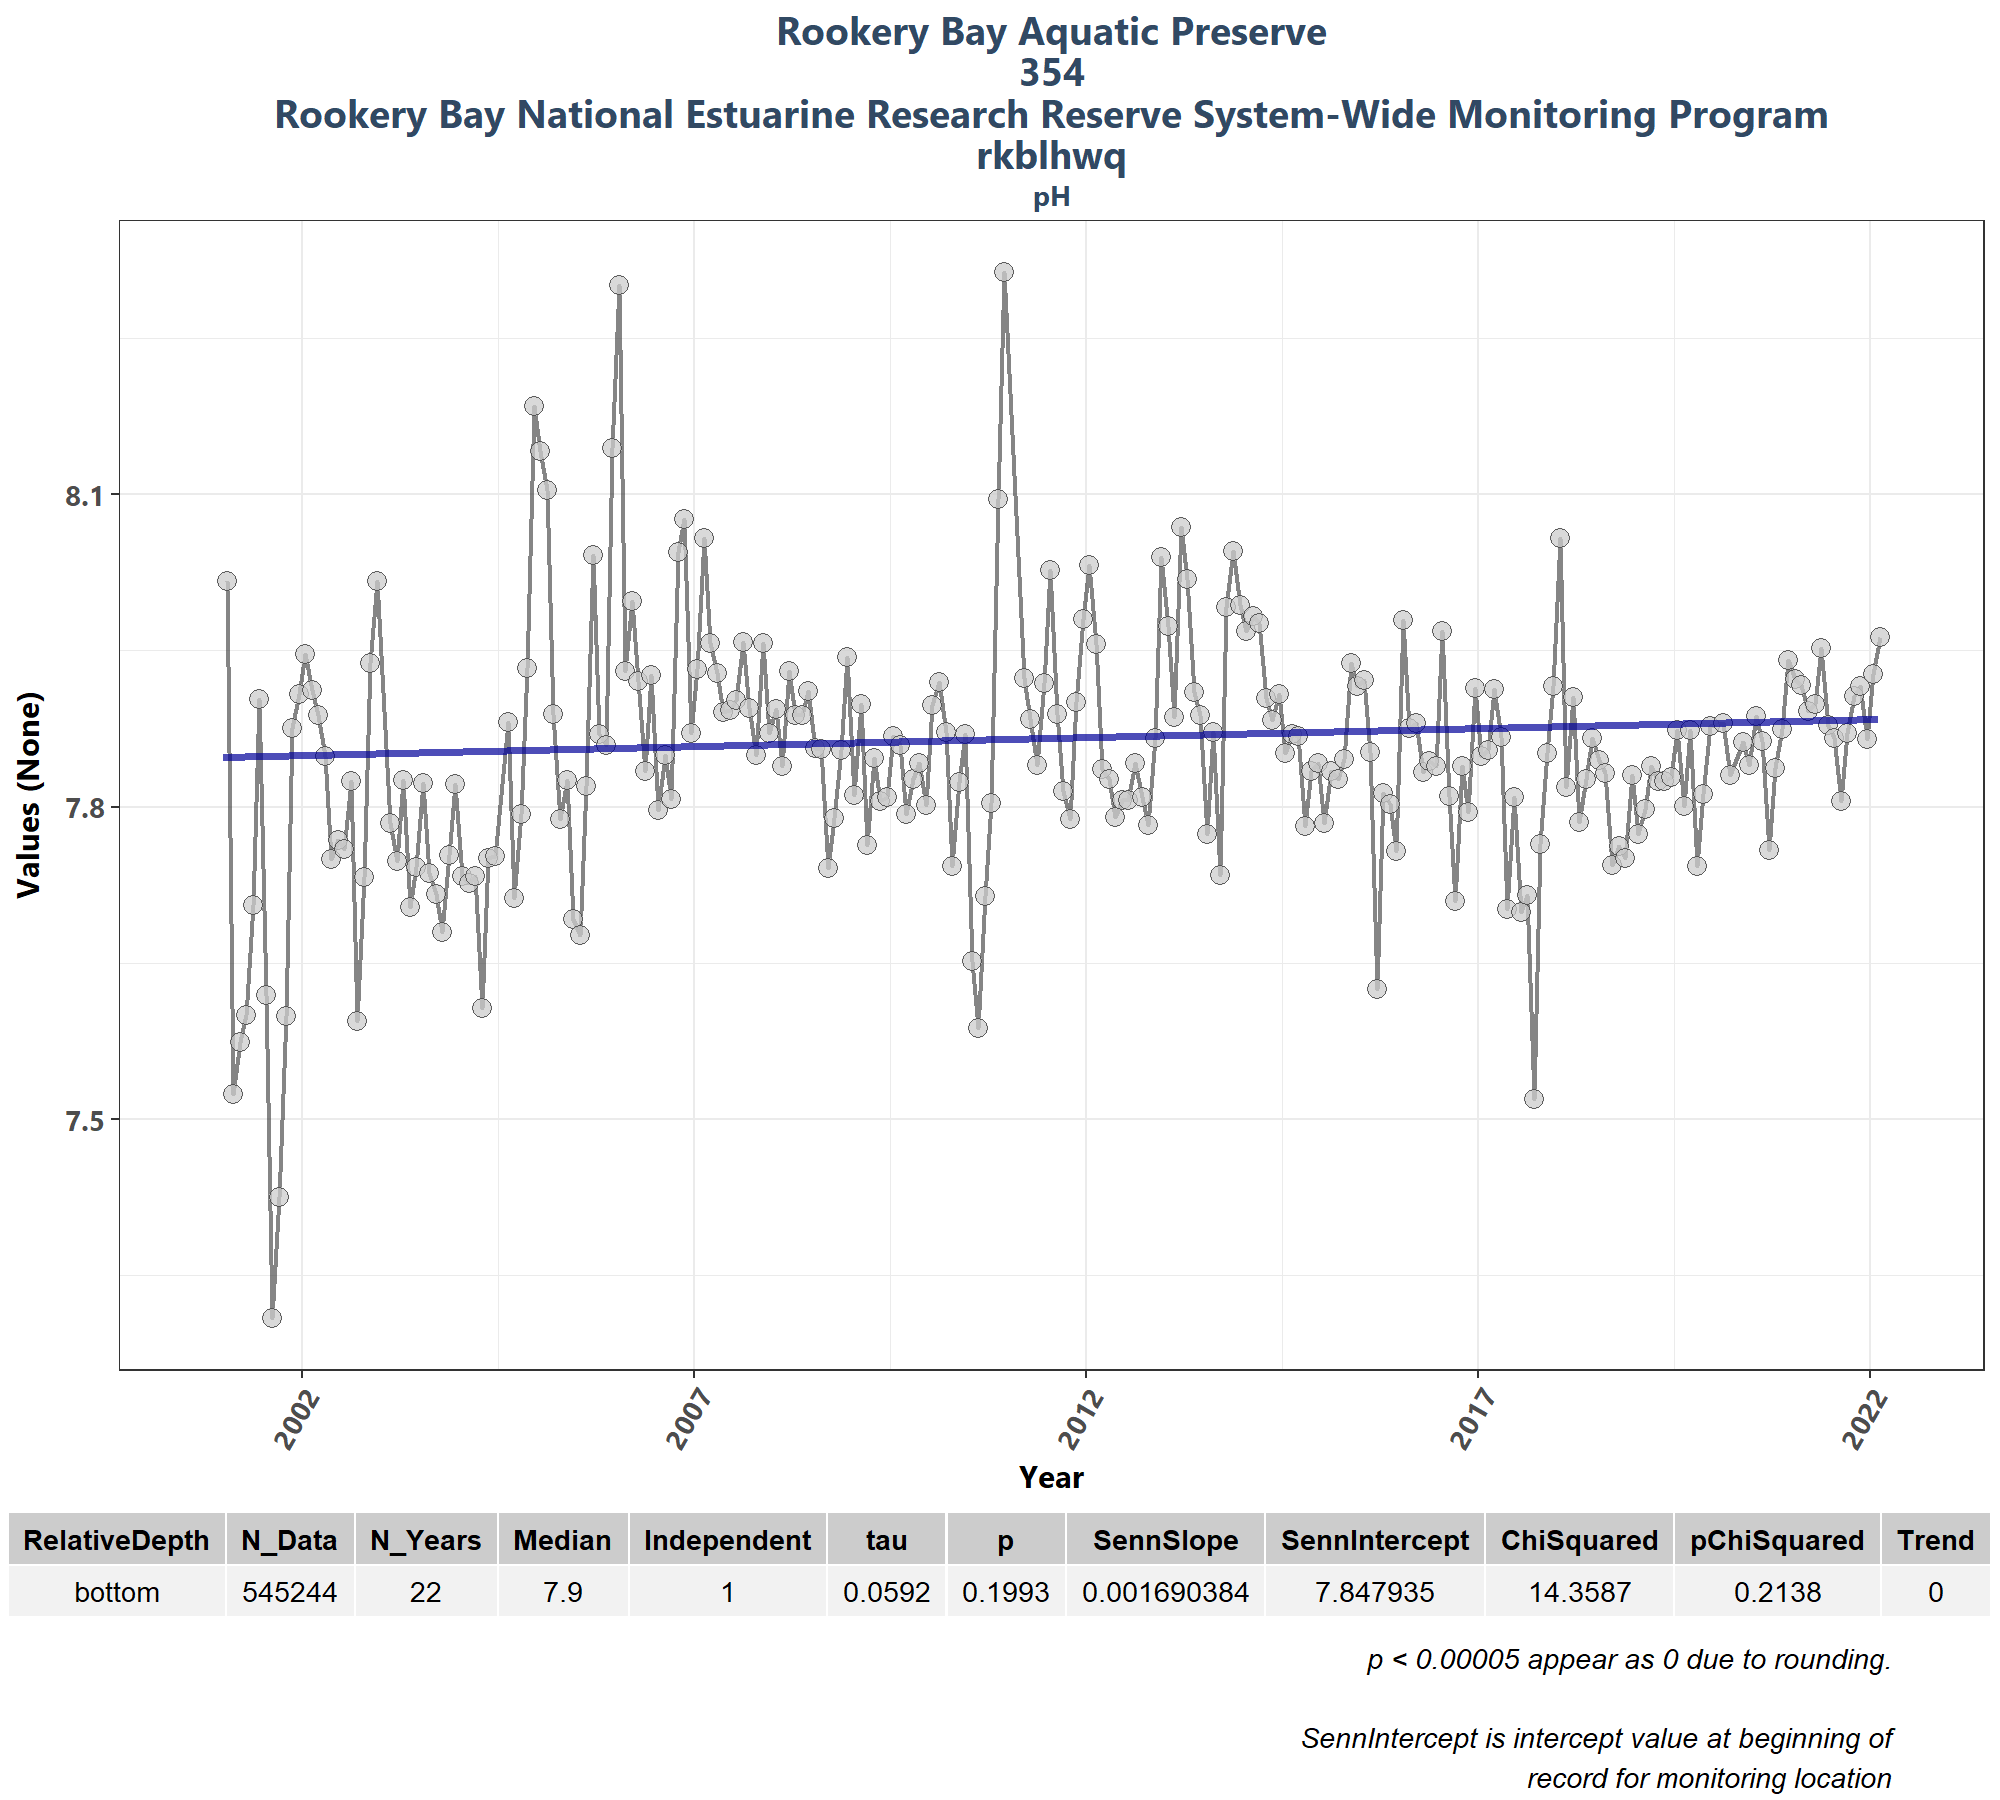 Rookery Bay Aquatic Preserve
354
Rookery Bay National Estuarine Research Reserve System-Wide Monitoring Program
rkblhwq
pH
8.1
7.8
7.5
Values (None)
2002 2007 2012 2017 2022
Year
RelativeDepth N_Data N_Years Median Independent tau p SennSlope SennIntercept ChiSquared pChiSquared Trend
bottom 545244 22 7.9 1 0.0592 0.1993 0.001690384 7.847935 14.3587 0.2138 0
p < 0.00005 appear as 0 due to rounding.
SennIntercept is intercept value at beginning of
record for monitoring location